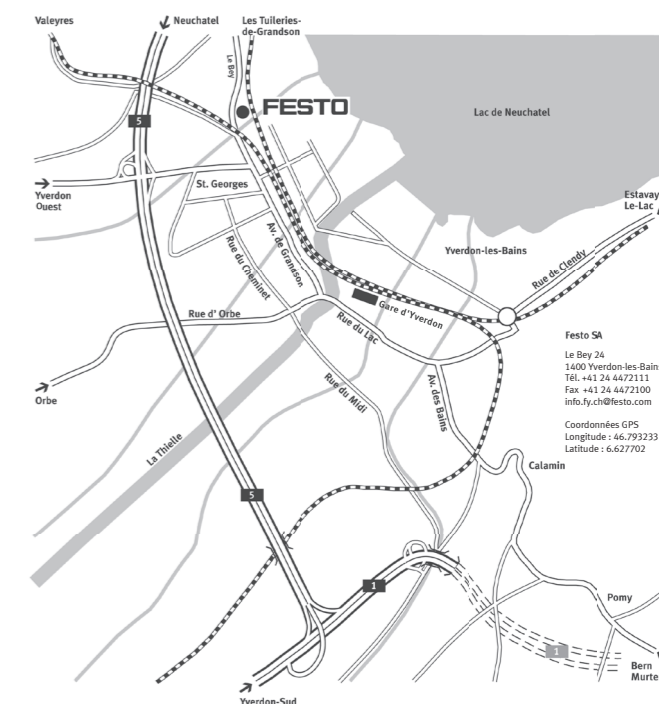 Valeyres
Neuchatel
Les Tuileries-
de-Grandson
Le Bey
FESTO
Lac de Neuchatel
5
Yverdon
Ouest
St. Georges
Estavay
Le-Lac
Av. de Grandson
Rue du Cheminet
Yverdon-les-Bains
Rue de Clendy
Gare d'Yverdon
Rue d' Orbe
Rue du Lac
Festo SA
Le Bey 24
1400 Yverdon-les-Bains
Tél. +41 24 4472111
Fax +41 24 4472100
info.fy.ch@festo.com
Coordonnées GPS
Longitude : 46.793233
Latitude : 6.627702
Orbe
Rue du Midi
Av. des Bains
La Thielle
Calamin
5
1
Pomy
1
Bern
Murte
Yverdon-Sud